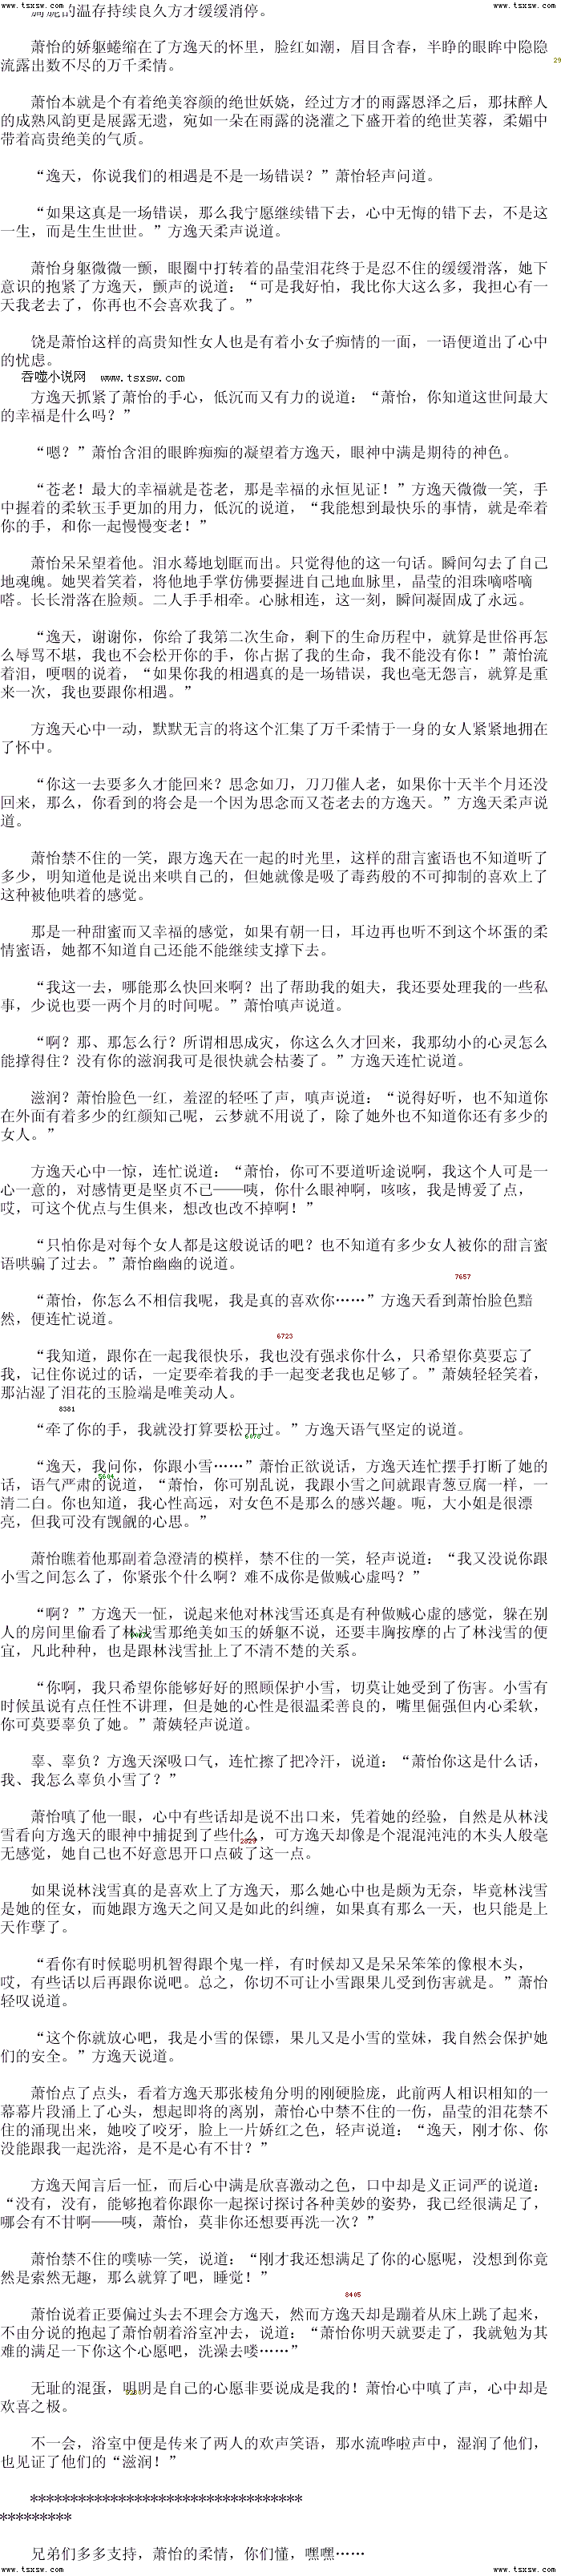 www.tsxsw.com www.tsxsw.com
的温存持续良久方才缓缓消停。
萧怡的娇躯蜷缩在了方逸天的怀里，脸红如潮，眉目含春，半睁的眼眸中隐隐
流露出数不尽的万千柔情。
29
萧怡本就是个有着绝美容颜的绝世妖娆，经过方才的雨露恩泽之后，那抹醉人
的成熟风韵更是展露无遗，宛如一朵在雨露的浇灌之下盛开着的绝世芙蓉，柔媚中
带着高贵绝美的气质。
“逸天，你说我们的相遇是不是一场错误？”萧怡轻声问道。
“如果这真是一场错误，那么我宁愿继续错下去，心中无悔的错下去，不是这
一生，而是生生世世。”方逸天柔声说道。
萧怡身躯微微一颤，眼圈中打转着的晶莹泪花终于是忍不住的缓缓滑落，她下
意识的抱紧了方逸天，颤声的说道：“可是我好怕，我比你大这么多，我担心有一
天我老去了，你再也不会喜欢我了。”
饶是萧怡这样的高贵知性女人也是有着小女子痴情的一面，一语便道出了心中
的忧虑。
吞噬小说网 www.tsxsw.com
方逸天抓紧了萧怡的手心，低沉而又有力的说道：“萧怡，你知道这世间最大
的幸福是什么吗？”
“嗯？”萧怡含泪的眼眸痴痴的凝望着方逸天，眼神中满是期待的神色。
“苍老！最大的幸福就是苍老，那是幸福的永恒见证！”方逸天微微一笑，手
中握着的柔软玉手更加的用力，低沉的说道，“我能想到最快乐的事情，就是牵着
你的手，和你一起慢慢变老！”
萧怡呆呆望着他。泪水蓦地划眶而出。只觉得他的这一句话。瞬间勾去了自己
地魂魄。她哭着笑着，将他地手掌仿佛要握进自己地血脉里，晶莹的泪珠嘀嗒嘀
嗒。长长滑落在脸颊。二人手手相牵。心脉相连，这一刻，瞬间凝固成了永远。
“逸天，谢谢你，你给了我第二次生命，剩下的生命历程中，就算是世俗再怎
么辱骂不堪，我也不会松开你的手，你占据了我的生命，我不能没有你！”萧怡流
着泪，哽咽的说着，“如果你我的相遇真的是一场错误，我也毫无怨言，就算是重
来一次，我也要跟你相遇。”
方逸天心中一动，默默无言的将这个汇集了万千柔情于一身的女人紧紧地拥在
了怀中。
“你这一去要多久才能回来？思念如刀，刀刀催人老，如果你十天半个月还没
回来，那么，你看到的将会是一个因为思念而又苍老去的方逸天。”方逸天柔声说
道。
萧怡禁不住的一笑，跟方逸天在一起的时光里，这样的甜言蜜语也不知道听了
多少，明知道他是说出来哄自己的，但她就像是吸了毒药般的不可抑制的喜欢上了
这种被他哄着的感觉。
那是一种甜蜜而又幸福的感觉，如果有朝一日，耳边再也听不到这个坏蛋的柔
情蜜语，她都不知道自己还能不能继续支撑下去。
“我这一去，哪能那么快回来啊？出了帮助我的姐夫，我还要处理我的一些私
事，少说也要一两个月的时间呢。”萧怡嗔声说道。
“啊？那、那怎么行？所谓相思成灾，你这么久才回来，我那幼小的心灵怎么
能撑得住？没有你的滋润我可是很快就会枯萎了。”方逸天连忙说道。
滋润？萧怡脸色一红，羞涩的轻呸了声，嗔声说道：“说得好听，也不知道你
在外面有着多少的红颜知己呢，云梦就不用说了，除了她外也不知道你还有多少的
女人。”
方逸天心中一惊，连忙说道：“萧怡，你可不要道听途说啊，我这个人可是一
心一意的，对感情更是坚贞不已——咦，你什么眼神啊，咳咳，我是博爱了点，
哎，可这个优点与生俱来，想改也改不掉啊！”
“只怕你是对每个女人都是这般说话的吧？也不知道有多少女人被你的甜言蜜
语哄骗了过去。”萧怡幽幽的说道。
7657
“萧怡，你怎么不相信我呢，我是真的喜欢你……”方逸天看到萧怡脸色黯
然，便连忙说道。
6723
“我知道，跟你在一起我很快乐，我也没有强求你什么，只希望你莫要忘了
我，记住你说过的话，一定要牵着我的手一起变老我也足够了。”萧姨轻轻笑着，
那沾湿了泪花的玉脸端是唯美动人。
8381
“牵了你的手，我就没打算要松开过。”方逸天语气坚定的说道。
“逸天，我问你，你跟小雪……”萧怡正欲说话，方逸天连忙摆手打断了她的
话，语气严肃的说道，“萧怡，你可别乱说，我跟小雪之间就跟青葱豆腐一样，一
清二白。你也知道，我心性高远，对女色不是那么的感兴趣。呃，大小姐是很漂
亮，但我可没有觊觎的心思。”
萧怡瞧着他那副着急澄清的模样，禁不住的一笑，轻声说道：“我又没说你跟
小雪之间怎么了，你紧张个什么啊？难不成你是做贼心虚吗？”
“啊？”方逸天一怔，说起来他对林浅雪还真是有种做贼心虚的感觉，躲在别
人的房间里偷看了林浅雪那绝美如玉的娇躯不说，还要丰胸按摩的占了林浅雪的便
宜，凡此种种，也是跟林浅雪扯上了不清不楚的关系。
“你啊，我只希望你能够好好的照顾保护小雪，切莫让她受到了伤害。小雪有
时候虽说有点任性不讲理，但是她的心性是很温柔善良的，嘴里倔强但内心柔软，
你可莫要辜负了她。”萧姨轻声说道。
辜、辜负？方逸天深吸口气，连忙擦了把冷汗，说道：“萧怡你这是什么话，
我、我怎么辜负小雪了？”
萧怡嗔了他一眼，心中有些话却是说不出口来，凭着她的经验，自然是从林浅
雪看向方逸天的眼神中捕捉到了些什么，可方逸天却像是个混混沌沌的木头人般毫
无感觉，她自己也不好意思开口点破了这一点。
如果说林浅雪真的是喜欢上了方逸天，那么她心中也是颇为无奈，毕竟林浅雪
是她的侄女，而她跟方逸天之间又是如此的纠缠，如果真有那么一天，也只能是上
天作孽了。
“看你有时候聪明机智得跟个鬼一样，有时候却又是呆呆笨笨的像根木头，
哎，有些话以后再跟你说吧。总之，你切不可让小雪跟果儿受到伤害就是。”萧怡
轻叹说道。
“这个你就放心吧，我是小雪的保镖，果儿又是小雪的堂妹，我自然会保护她
们的安全。”方逸天说道。
萧怡点了点头，看着方逸天那张棱角分明的刚硬脸庞，此前两人相识相知的一
幕幕片段涌上了心头，想起即将的离别，萧怡心中禁不住的一伤，晶莹的泪花禁不
住的涌现出来，她咬了咬牙，脸上一片娇红之色，轻声说道：“逸天，刚才你、你
没能跟我一起洗浴，是不是心有不甘？”
方逸天闻言后一怔，而后心中满是欣喜激动之色，口中却是义正词严的说道：
“没有，没有，能够抱着你跟你一起探讨探讨各种美妙的姿势，我已经很满足了，
哪会有不甘啊——咦，萧怡，莫非你还想要再洗一次？”
萧怡禁不住的噗哧一笑，说道：“刚才我还想满足了你的心愿呢，没想到你竟
然是索然无趣，那么就算了吧，睡觉！”
8405
萧怡说着正要偏过头去不理会方逸天，然而方逸天却是蹦着从床上跳了起来，
不由分说的抱起了萧怡朝着浴室冲去，说道：“萧怡你明天就要走了，我就勉为其
难的满足一下你这个心愿吧，洗澡去喽……”
无耻的混蛋，明明是自己的心愿非要说成是我的！萧怡心中嗔了声，心中却是
欢喜之极。
不一会，浴室中便是传来了两人的欢声笑语，那水流哗啦声中，湿润了他们，
也见证了他们的“滋润！”
**********************************
*********
兄弟们多多支持，萧怡的柔情，你们懂，嘿嘿……
www.tsxsw.com www.tsxsw.com